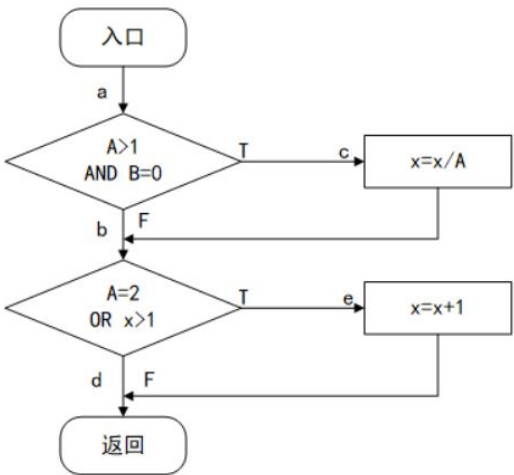 入口
a
A>1
AND B=0
T
c
x=x/A
b
F
A=2
OR x>1
T
e
x=x+1
d
F
返回